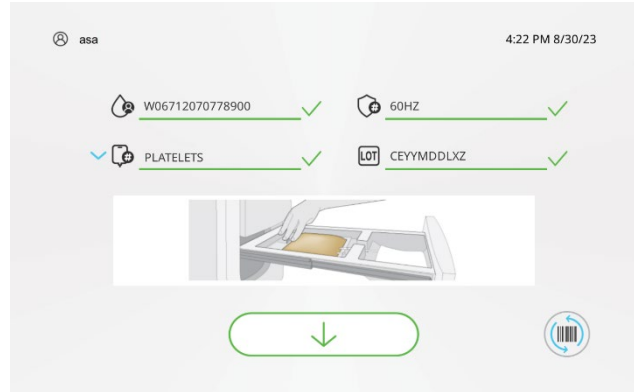 asa
4:22 PM 8/30/23
W06712070778900
60HZ
PLATELETS
LOT
CEYYMDDLXZ